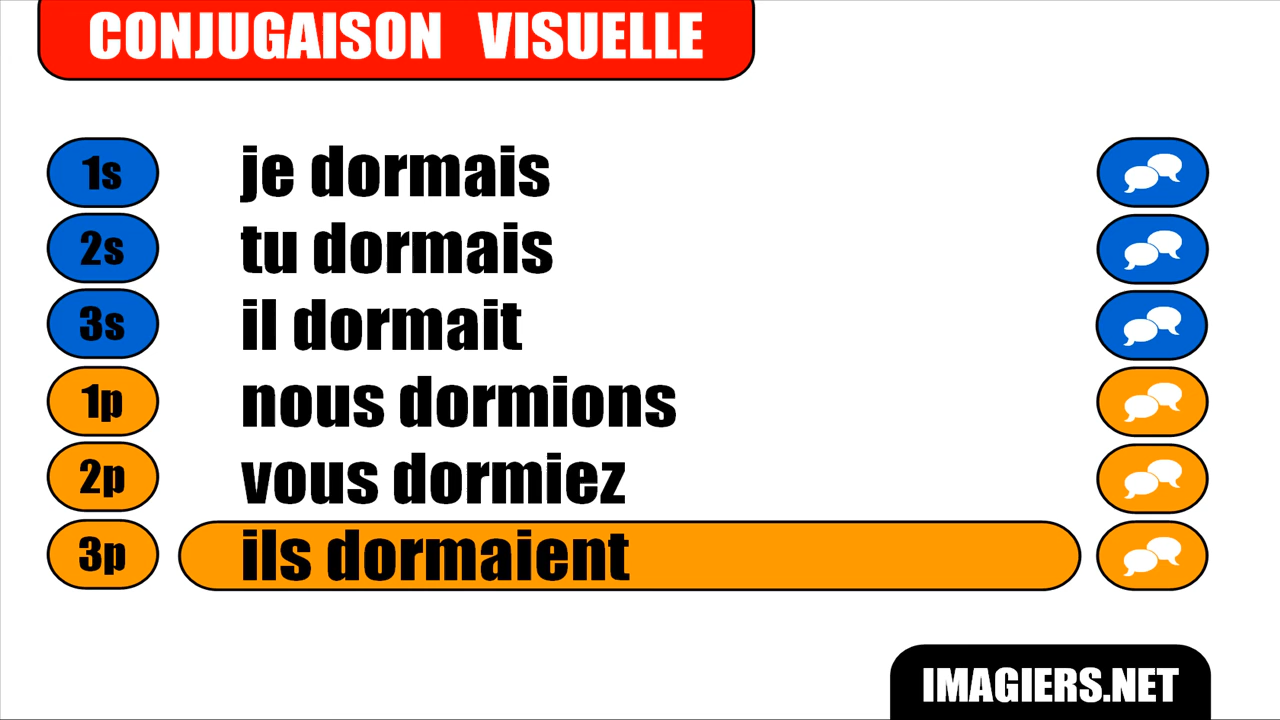 CONJUGAISON VISUELLE
1s je dormais
2s tu dormais
3s il dormait
1p nous dormions
2p vous dormiez
3p ils dormaient
IMAGIERS.NET